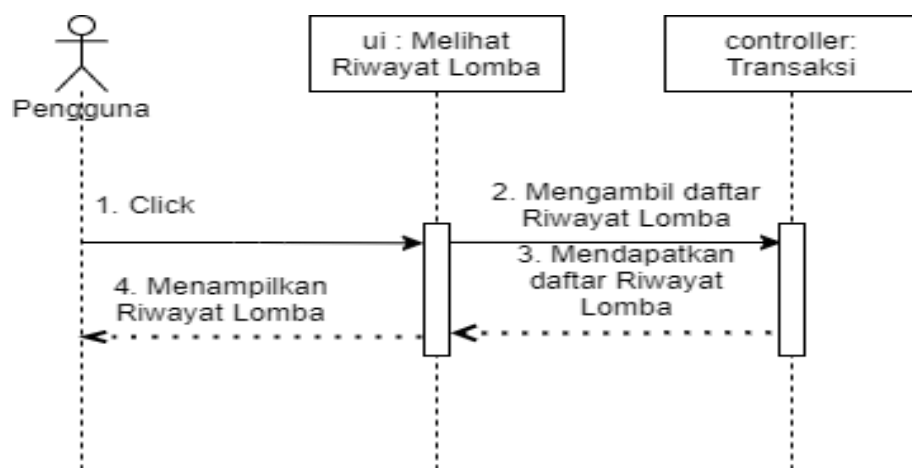 ui : Melihat
Riwayat Lomba
controller:
Transaksi
Pengguna
1. Click
2. Mengambil daftar
Riwayat Lomba
3. Mendapatkan
daftar Riwayat
Lomba
4. Menampilkan
Riwayat Lomba